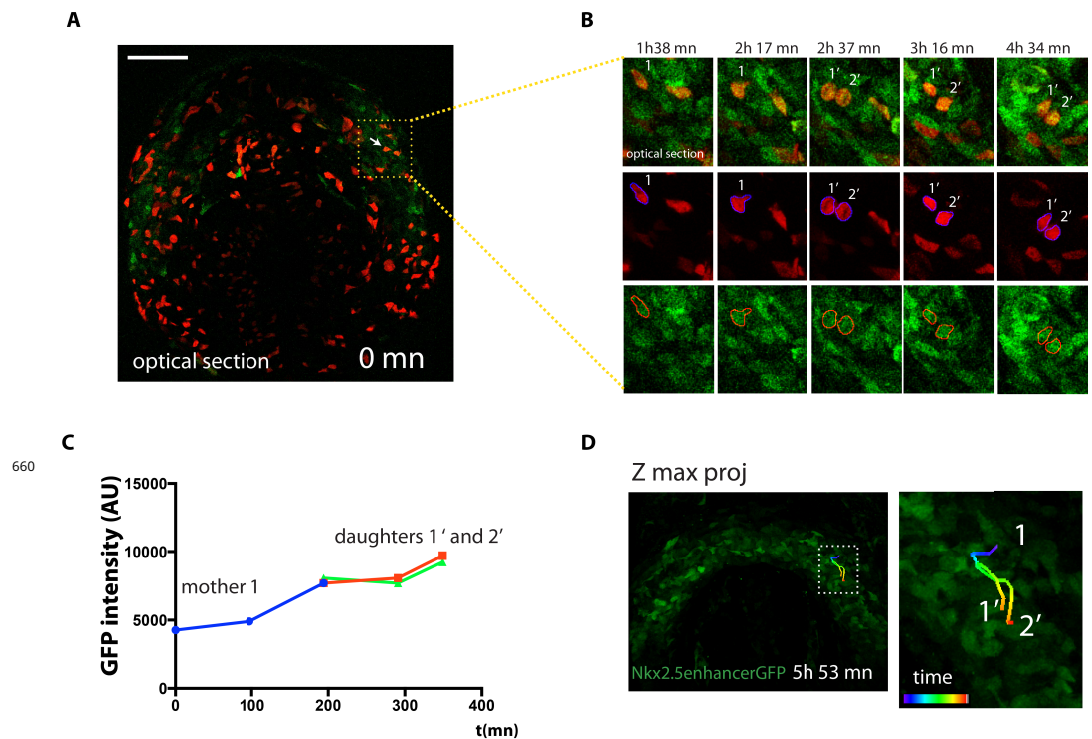 A
optical section
0 mn
B
1h38 mn
2h 17 mn
2h 37 mn
3h 16 mn
4h 34 mn
1
1
1’
2’
1’
2’
1’
2’
optical section
1
1
1’
2’
1’
2’
1’
2’
660
C
GFP intensity (AU)
15000
10000
5000
0
0
100
200
300
400
t(mn)
mother 1
daughters 1 ’ and 2’
D
Z max proj
Nkx2.5enhancerGFP
5h 53 mn
1
1’
2’
time